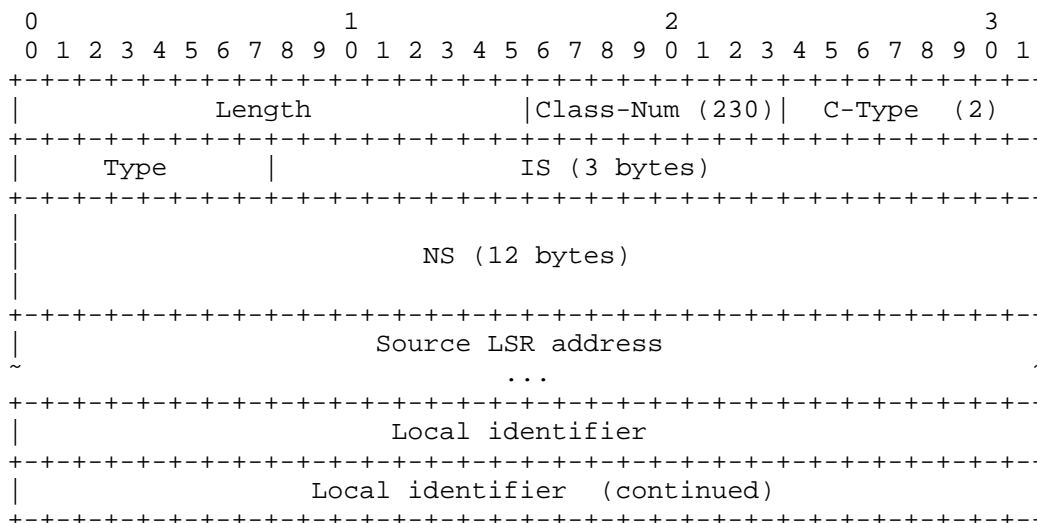 0                   1                   2                   3
 0 1 2 3 4 5 6 7 8 9 0 1 2 3 4 5 6 7 8 9 0 1 2 3 4 5 6 7 8 9 0 1
+-+-+-+-+-+-+-+-+-+-+-+-+-+-+-+-+-+-+-+-+-+-+-+-+-+-+-+-+-+-+-+-
|            Length             |Class-Num (230)|  C-Type   (2)
+-+-+-+-+-+-+-+-+-+-+-+-+-+-+-+-+-+-+-+-+-+-+-+-+-+-+-+-+-+-+-+-
|     Type      |               IS (3 bytes)
+-+-+-+-+-+-+-+-+-+-+-+-+-+-+-+-+-+-+-+-+-+-+-+-+-+-+-+-+-+-+-+-
|
|                         NS (12 bytes)
|
+-+-+-+-+-+-+-+-+-+-+-+-+-+-+-+-+-+-+-+-+-+-+-+-+-+-+-+-+-+-+-+-
|                      Source LSR address
~                              ...                              ~
+-+-+-+-+-+-+-+-+-+-+-+-+-+-+-+-+-+-+-+-+-+-+-+-+-+-+-+-+-+-+-+-
|                       Local identifier
+-+-+-+-+-+-+-+-+-+-+-+-+-+-+-+-+-+-+-+-+-+-+-+-+-+-+-+-+-+-+-+-
|                  Local identifier  (continued)
+-+-+-+-+-+-+-+-+-+-+-+-+-+-+-+-+-+-+-+-+-+-+-+-+-+-+-+-+-+-+-+-